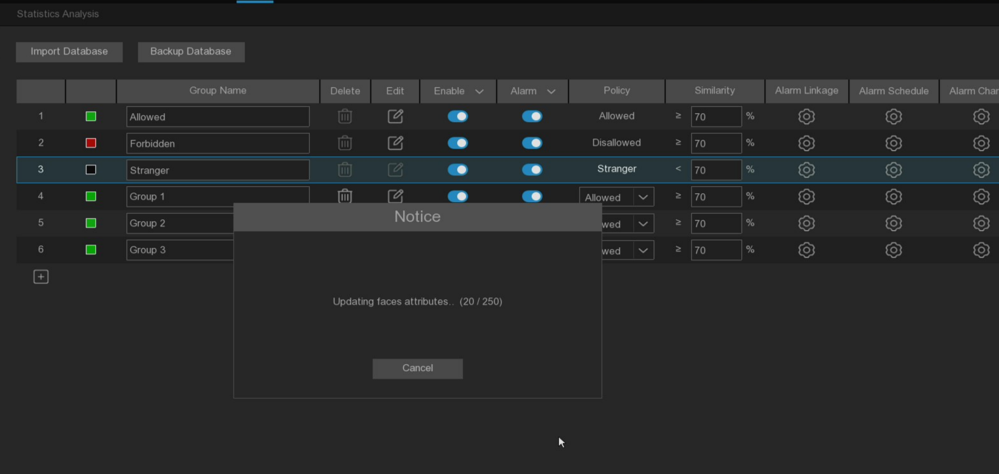 Statistics Analysis
Import Database Backup Database
Group Name Delete Edit Enable Alarm Policy Similarity Alarm Linkage Alarm Schedule Alarm
1 Allowed Allowed ≥ 70 %
2 Forbidden Disallowed ≥ 70 %
3 Stranger Stranger < 70 %
4 Group 1 Allowed ≥ 70 %
5 Group 2 wed ≥ 70 %
6 Group 3 wed ≥ 70 %
Notice
Updating faces attributes.. (20 / 250)
Cancel